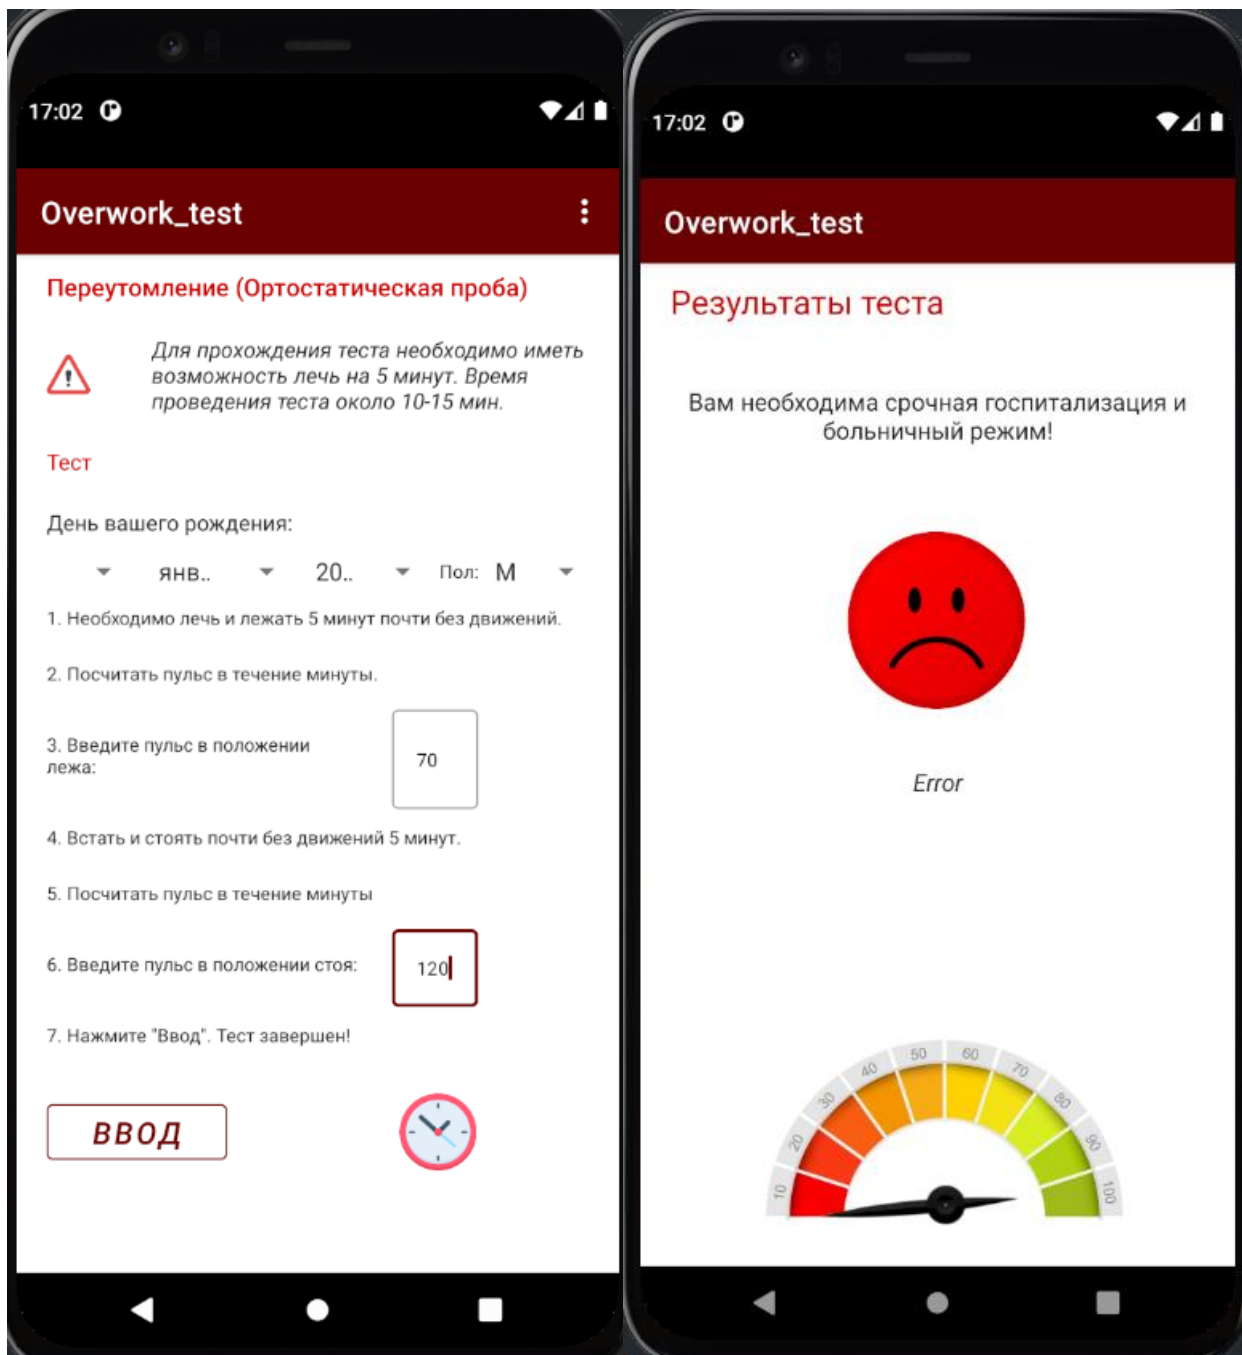 17:02
Overwork_test
Переутомление (Ортостатическая проба)
Для прохождения теста необходимо иметь
возможность лечь на 5 минут. Время
проведения теста около 10-15 мин.
Тест
День вашего рождения:
янв.. 20.. Пол: М
1. Необходимо лечь и лежать 5 минут почти без движений.
2. Посчитать пульс в течение минуты.
3. Введите пульс в положении
лежа:
70
4. Встать и стоять почти без движений 5 минут.
5. Посчитать пульс в течение минуты
6. Введите пульс в положении стоя:
120
7. Нажмите "Ввод". Тест завершен!
ВВОД
17:02
Overwork_test
Результаты теста
Вам необходима срочная госпитализация и
больничный режим!
Error
10 20 30 40 50 60 70 80 90 100